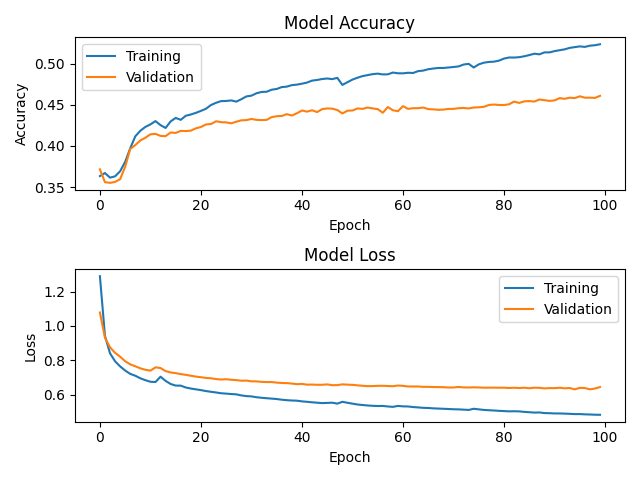 Model Accuracy
Training
Validation
0.50
0.45
0.40
0.35
Accuracy
0 20 40 60 80 100
Epoch
Model Loss
Training
Validation
1.2
1.0
0.8
0.6
Loss
0 20 40 60 80 100
Epoch